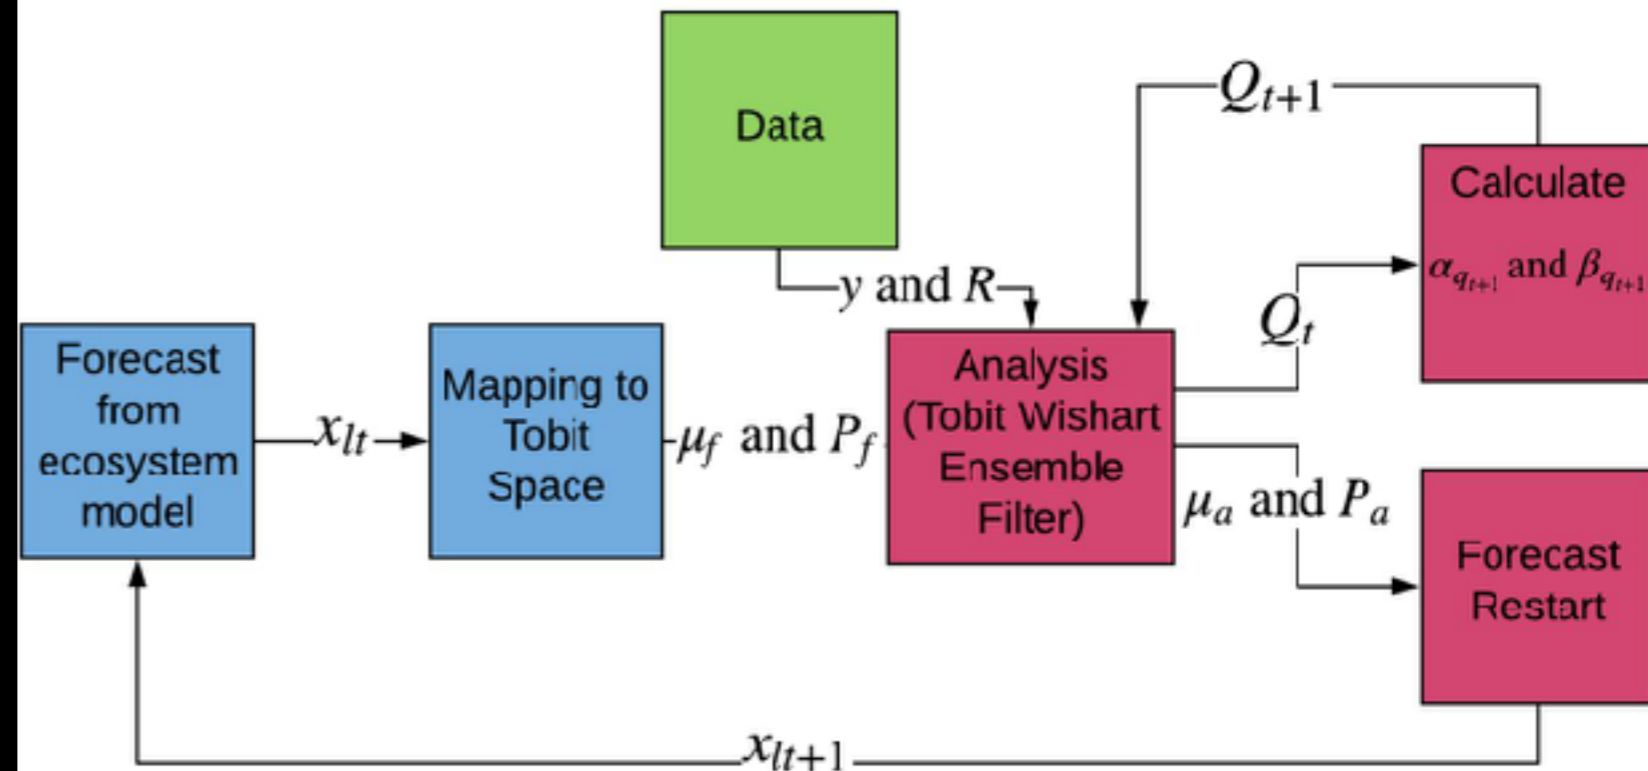 Data
Q_{t+1}
Calculate
α_{q_{t+1}} and β_{q_{t+1}}
y and R
Q_t
Forecast
from
ecosystem
model
x_{lt}
Mapping to
Tobit
Space
μ_f and P_f
Analysis
(Tobit Wishart
Ensemble
Filter)
μ_a and P_a
Forecast
Restart
x_{lt+1}